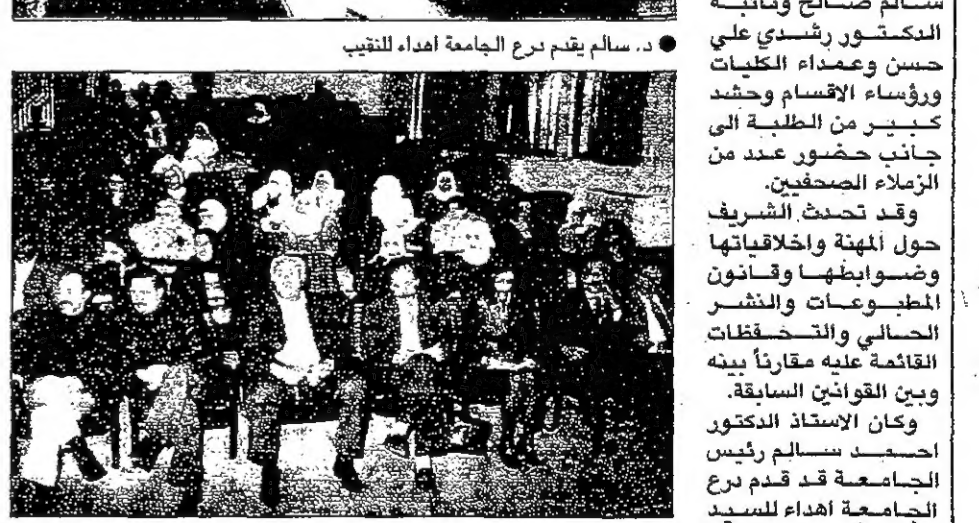 ● د. سالم يقدم درع الجامعة اهداء للنقيب
سالم صالح ونائبه
الدكتور رشدي علي
حسن وعمداء الكليات
ورؤساء الاقسام وحشد
كبير من الطلبة الى
جانب حضور عدد من
الزملاء الصحفيين.
وقد تحدث الشريف
حول المهنة واخلاقياتها
وضوابطها وقانون
المطبوعات والنشر
الحالي والتحفظات
القائمة عليه مقارناً بينه
وبين القوانين السابقة.
وكان الاستاذ الدكتور
احمد سالم رئيس
الجامعة قد قدم درع
الجامعة اهداء للسيد